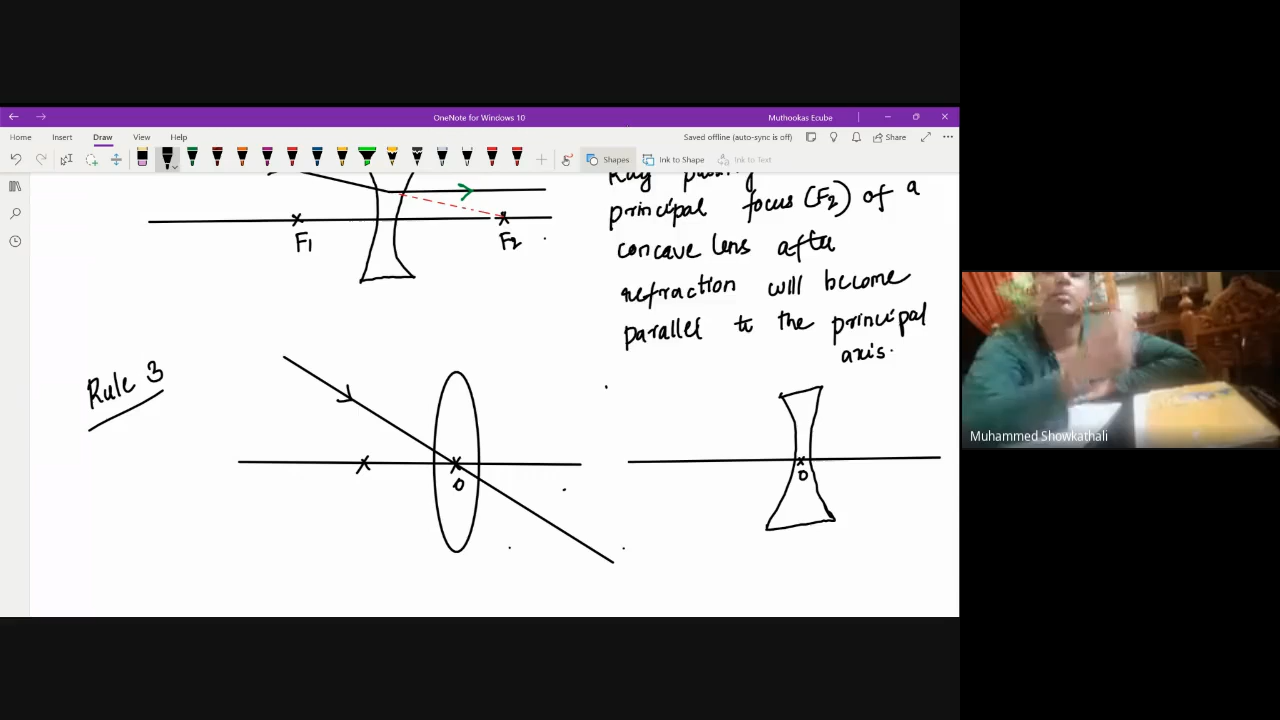 OneNote for Windows 10
Muthookas Ecube
Home Insert Draw View Help
Saved offline (auto-sync is off)
Share
Shapes
Ink to Shape
Ink to Text
principal focus (F2) of a
concave lens after
refraction will become
parallel to the principal
axis.
F1
F2
Rule 3
O
O
Muhammed Showkathali